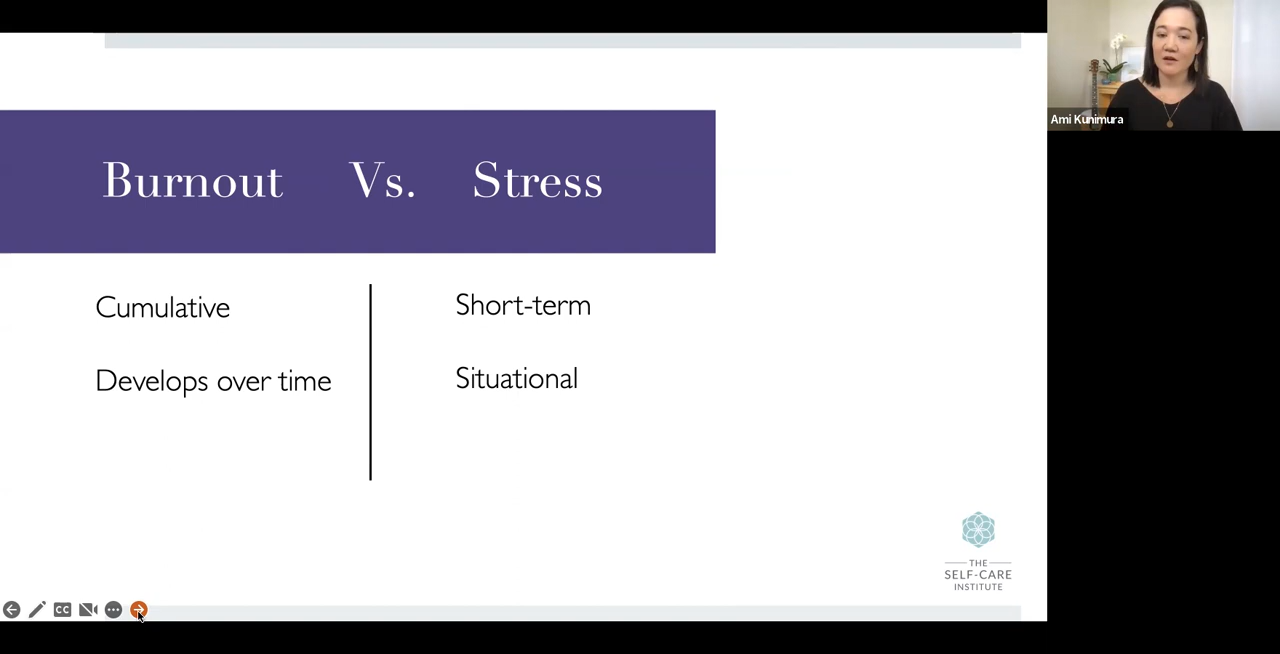 Burnout Vs. Stress
Cumulative
Develops over time
Short-term
Situational
THE
SELF-CARE
INSTITUTE
CC
Ami Kunimura